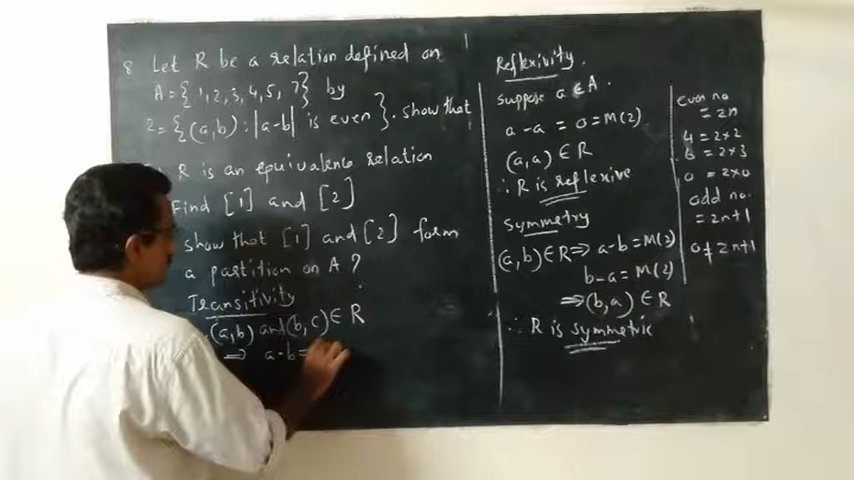 8 Let R be a relation defined on
A = { 1, 2, 3, 4, 5, 7 } by
2 = { (a, b) : |a-b| is even }. show that
R is an equivalence relation
Find [1] and [2]
show that [1] and [2] form
a partition on A ?
Transitivity
(a, b) and (b, c) ∈ R
⇒ a-b =
Reflexivity.
suppose a ∈ A.
a - a = 0 = M(2)
(a, a) ∈ R
∴ R is reflexive
symmetry
(a, b) ∈ R ⇒ a-b = M(2)
b-a = M(2)
⇒ (b, a) ∈ R
∴ R is symmetric
even no
= 2n
4 = 2×2
6 = 2×3
0 = 2×0
odd no.
= 2n+1
0 ≠ 2n+1